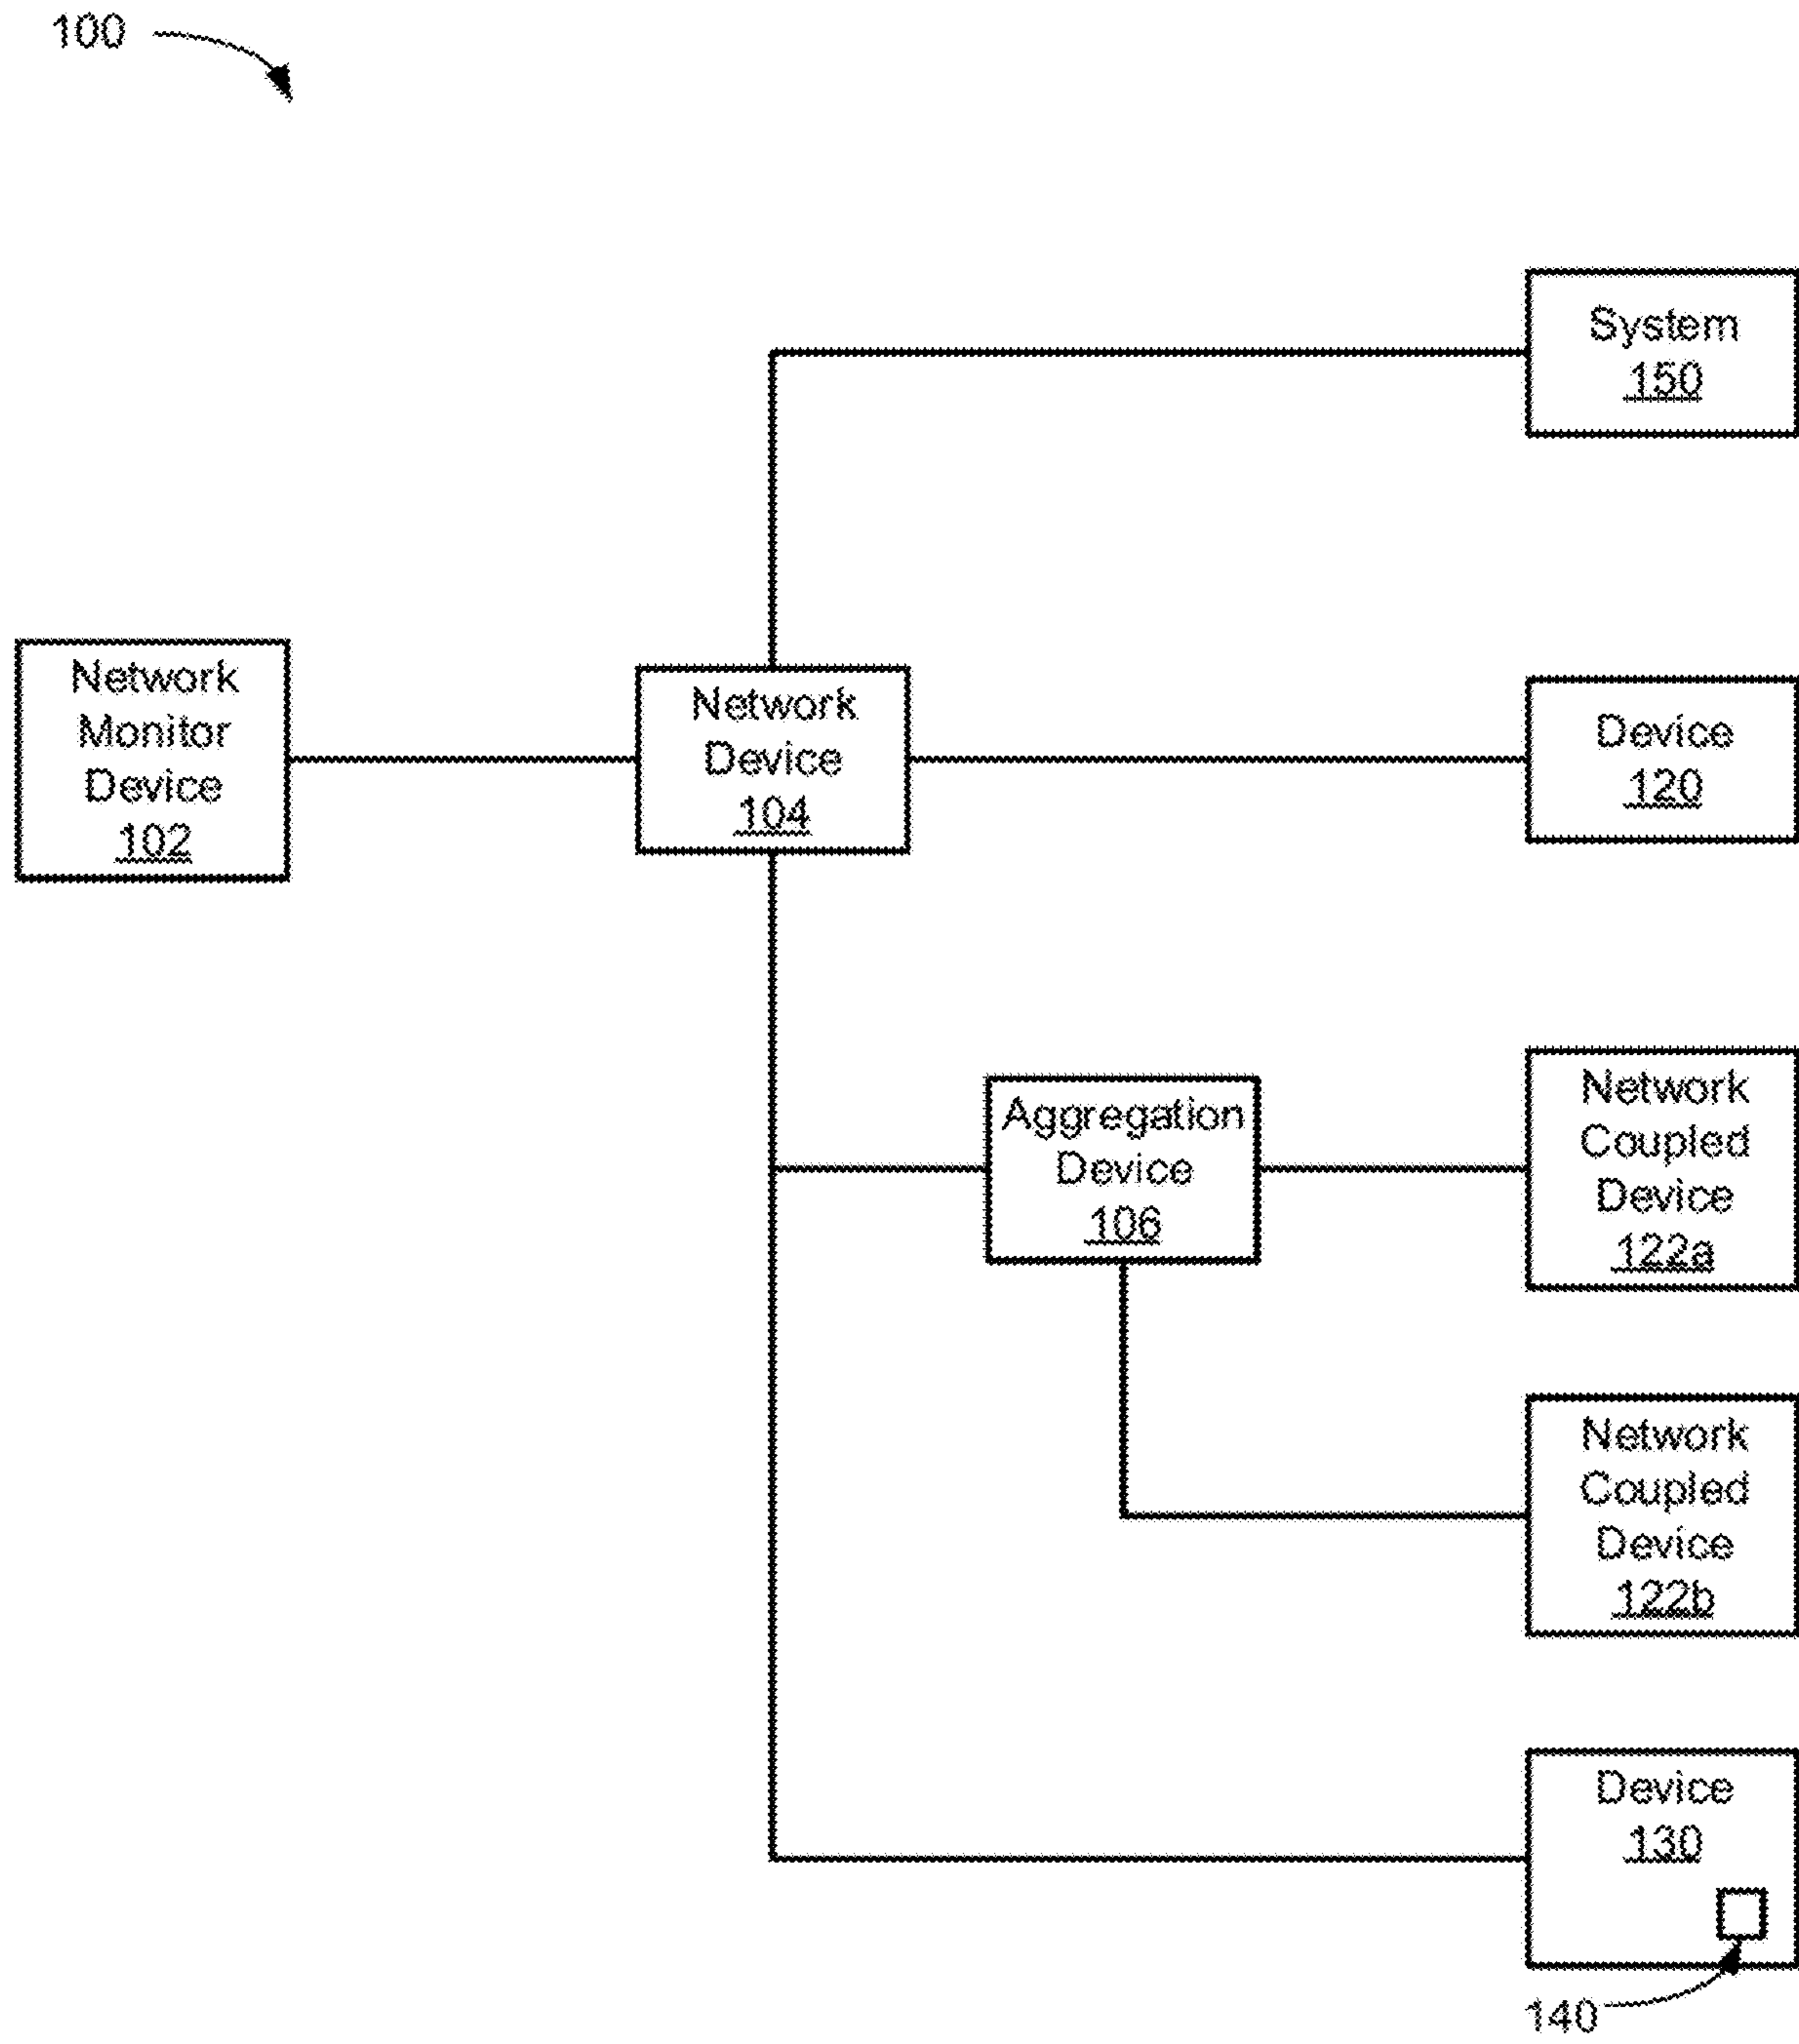 100
System
150
Network
Monitor
Device
102
Network
Device
104
Device
120
Aggregation
Device
106
Network
Coupled
Device
122a
Network
Coupled
Device
122b
Device
130
140